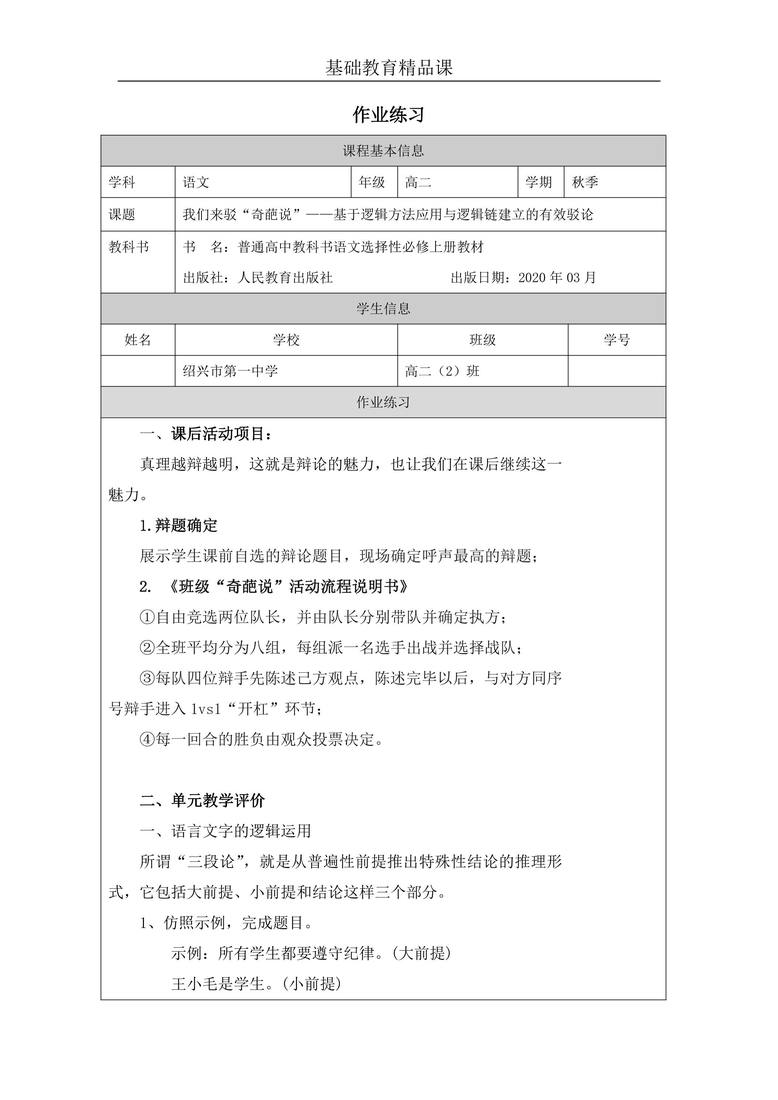 基础教育精品课
作业练习
课程基本信息
学科 语文 年级 高二 学期 秋季
课题 我们来驳“奇葩说”——基于逻辑方法应用与逻辑链建立的有效驳论
教科书 书 名：普通高中教科书语文选择性必修上册教材
出版社：人民教育出版社 出版日期：2020 年 03 月
学生信息
姓名 学校 班级 学号
绍兴市第一中学 高二（2）班
作业练习
一、课后活动项目：
真理越辩越明，这就是辩论的魅力，也让我们在课后继续这一
魅力。
1.辩题确定
展示学生课前自选的辩论题目，现场确定呼声最高的辩题；
2. 《班级“奇葩说”活动流程说明书》
①自由竞选两位队长，并由队长分别带队并确定执方；
②全班平均分为八组，每组派一名选手出战并选择战队；
③每队四位辩手先陈述己方观点，陈述完毕以后，与对方同序
号辩手进入 1vs1“开杠”环节；
④每一回合的胜负由观众投票决定。
二、单元教学评价
一、语言文字的逻辑运用
所谓“三段论”，就是从普遍性前提推出特殊性结论的推理形
式，它包括大前提、小前提和结论这样三个部分。
1、仿照示例，完成题目。
示例：所有学生都要遵守纪律。(大前提)
王小毛是学生。(小前提)